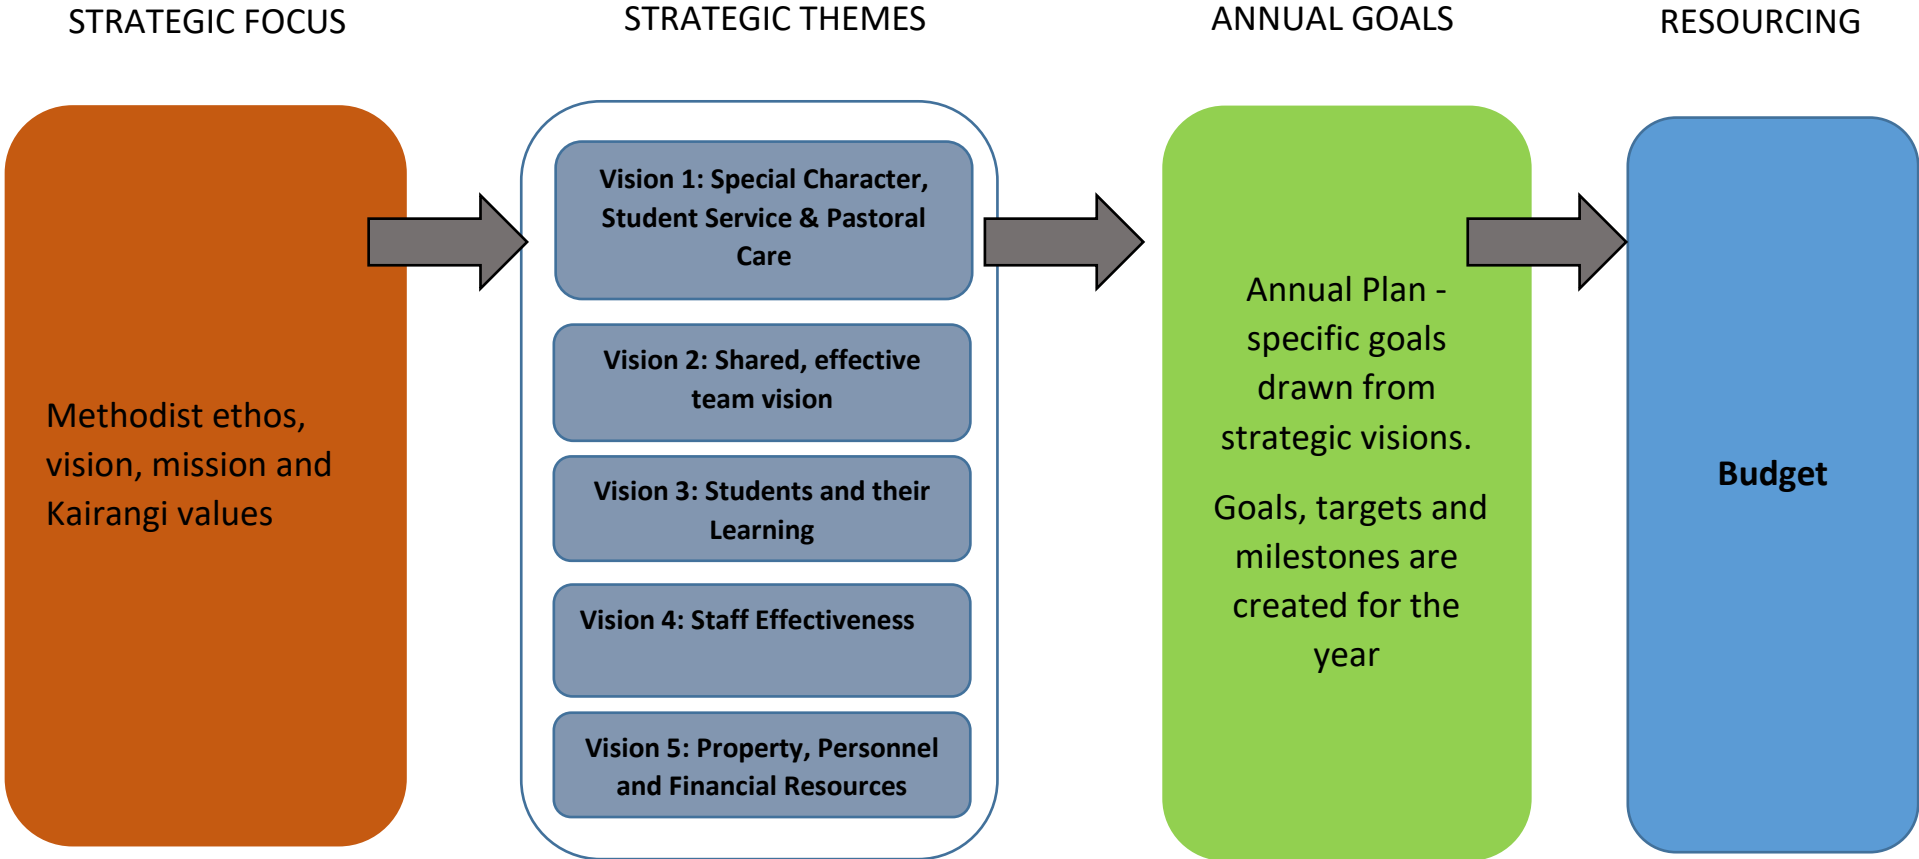 STRATEGIC FOCUS
STRATEGIC THEMES
ANNUAL GOALS
RESOURCING
Methodist ethos,
vision, mission and
Kairangi values
Vision 1: Special Character,
Student Service & Pastoral
Care
Vision 2: Shared, effective
team vision
Vision 3: Students and their
Learning
Vision 4: Staff Effectiveness
Vision 5: Property, Personnel
and Financial Resources
Annual Plan -
specific goals
drawn from
strategic visions.
Goals, targets and
milestones are
created for the
year
Budget